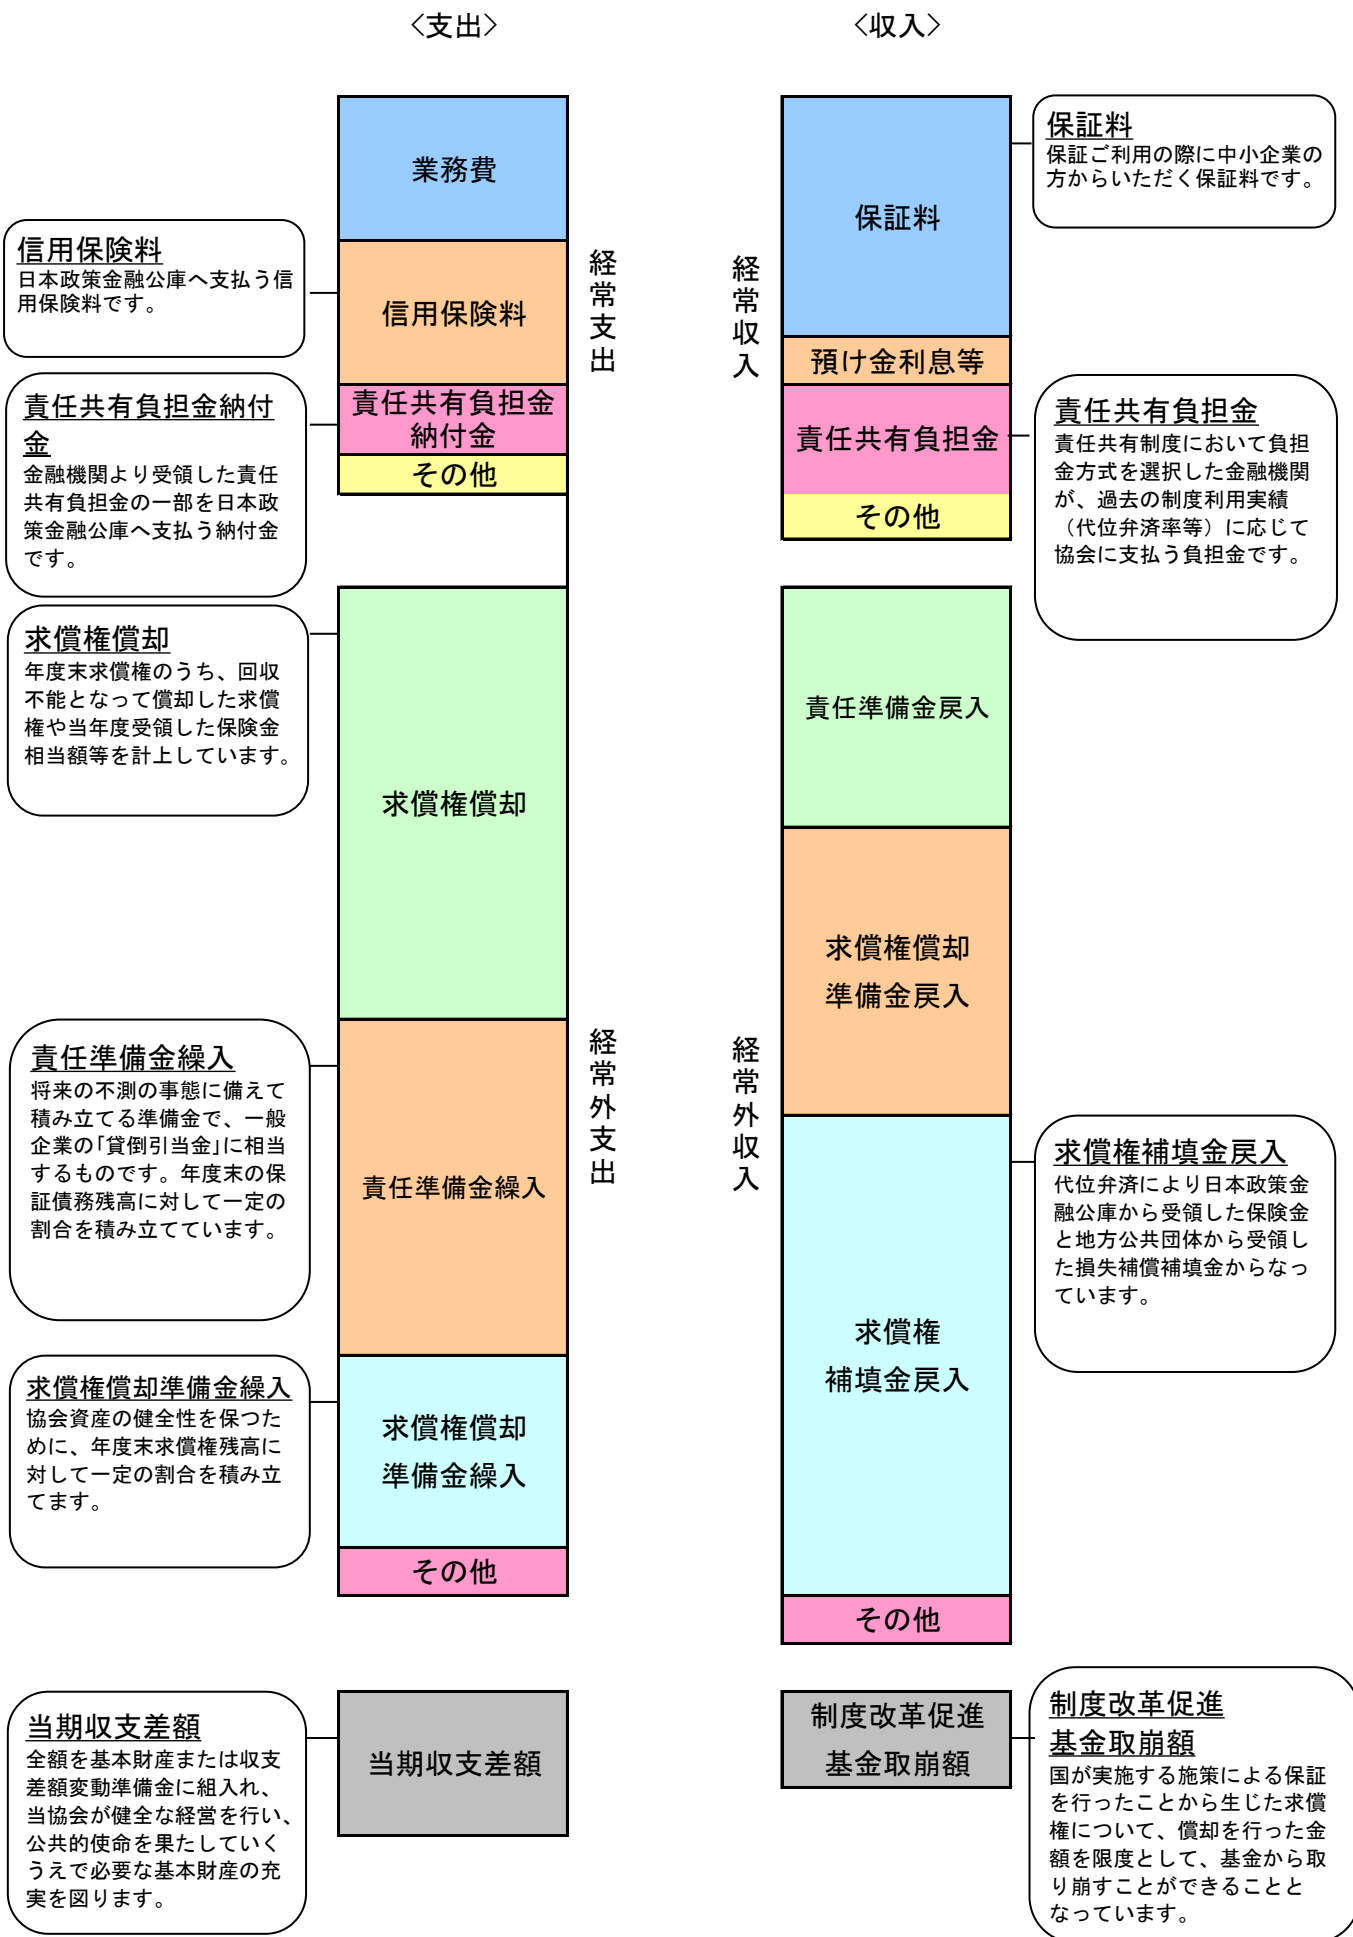 〈支出〉
〈収入〉
業務費
信用保険料
責任共有負担金
納付金
その他
経常支出
信用保険料
日本政策金融公庫へ支払う信
用保険料です。
責任共有負担金納付
金
金融機関より受領した責任
共有負担金の一部を日本政
策金融公庫へ支払う納付金
です。
保証料
預け金利息等
責任共有負担金
その他
経常収入
保証料
保証ご利用の際に中小企業の
方からいただく保証料です。
責任共有負担金
責任共有制度において負担
金方式を選択した金融機関
が、過去の制度利用実績
（代位弁済率等）に応じて
協会に支払う負担金です。
求償権償却
年度末求償権のうち、回収
不能となって償却した求償
権や当年度受領した保険金
相当額等を計上しています。
求償権償却
責任準備金繰入
求償権償却
準備金繰入
その他
経常外支出
責任準備金繰入
将来の不測の事態に備えて
積み立てる準備金で、一般
企業の「貸倒引当金」に相当
するものです。年度末の保
証債務残高に対して一定の
割合を積み立てています。
求償権償却準備金繰入
協会資産の健全性を保つた
めに、年度末求償権残高に
対して一定の割合を積み立
てます。
責任準備金戻入
求償権償却
準備金戻入
求償権
補填金戻入
その他
経常外収入
求償権補填金戻入
代位弁済により日本政策金
融公庫から受領した保険金
と地方公共団体から受領し
た損失補償補填金からなっ
ています。
当期収支差額
全額を基本財産または収支
差額変動準備金に組入れ、
当協会が健全な経営を行い、
公共的使命を果たしていく
うえで必要な基本財産の充
実を図ります。
当期収支差額
制度改革促進
基金取崩額
制度改革促進
基金取崩額
国が実施する施策による保証
を行ったことから生じた求償
権について、償却を行った金
額を限度として、基金から取
り崩すことができることと
なっています。